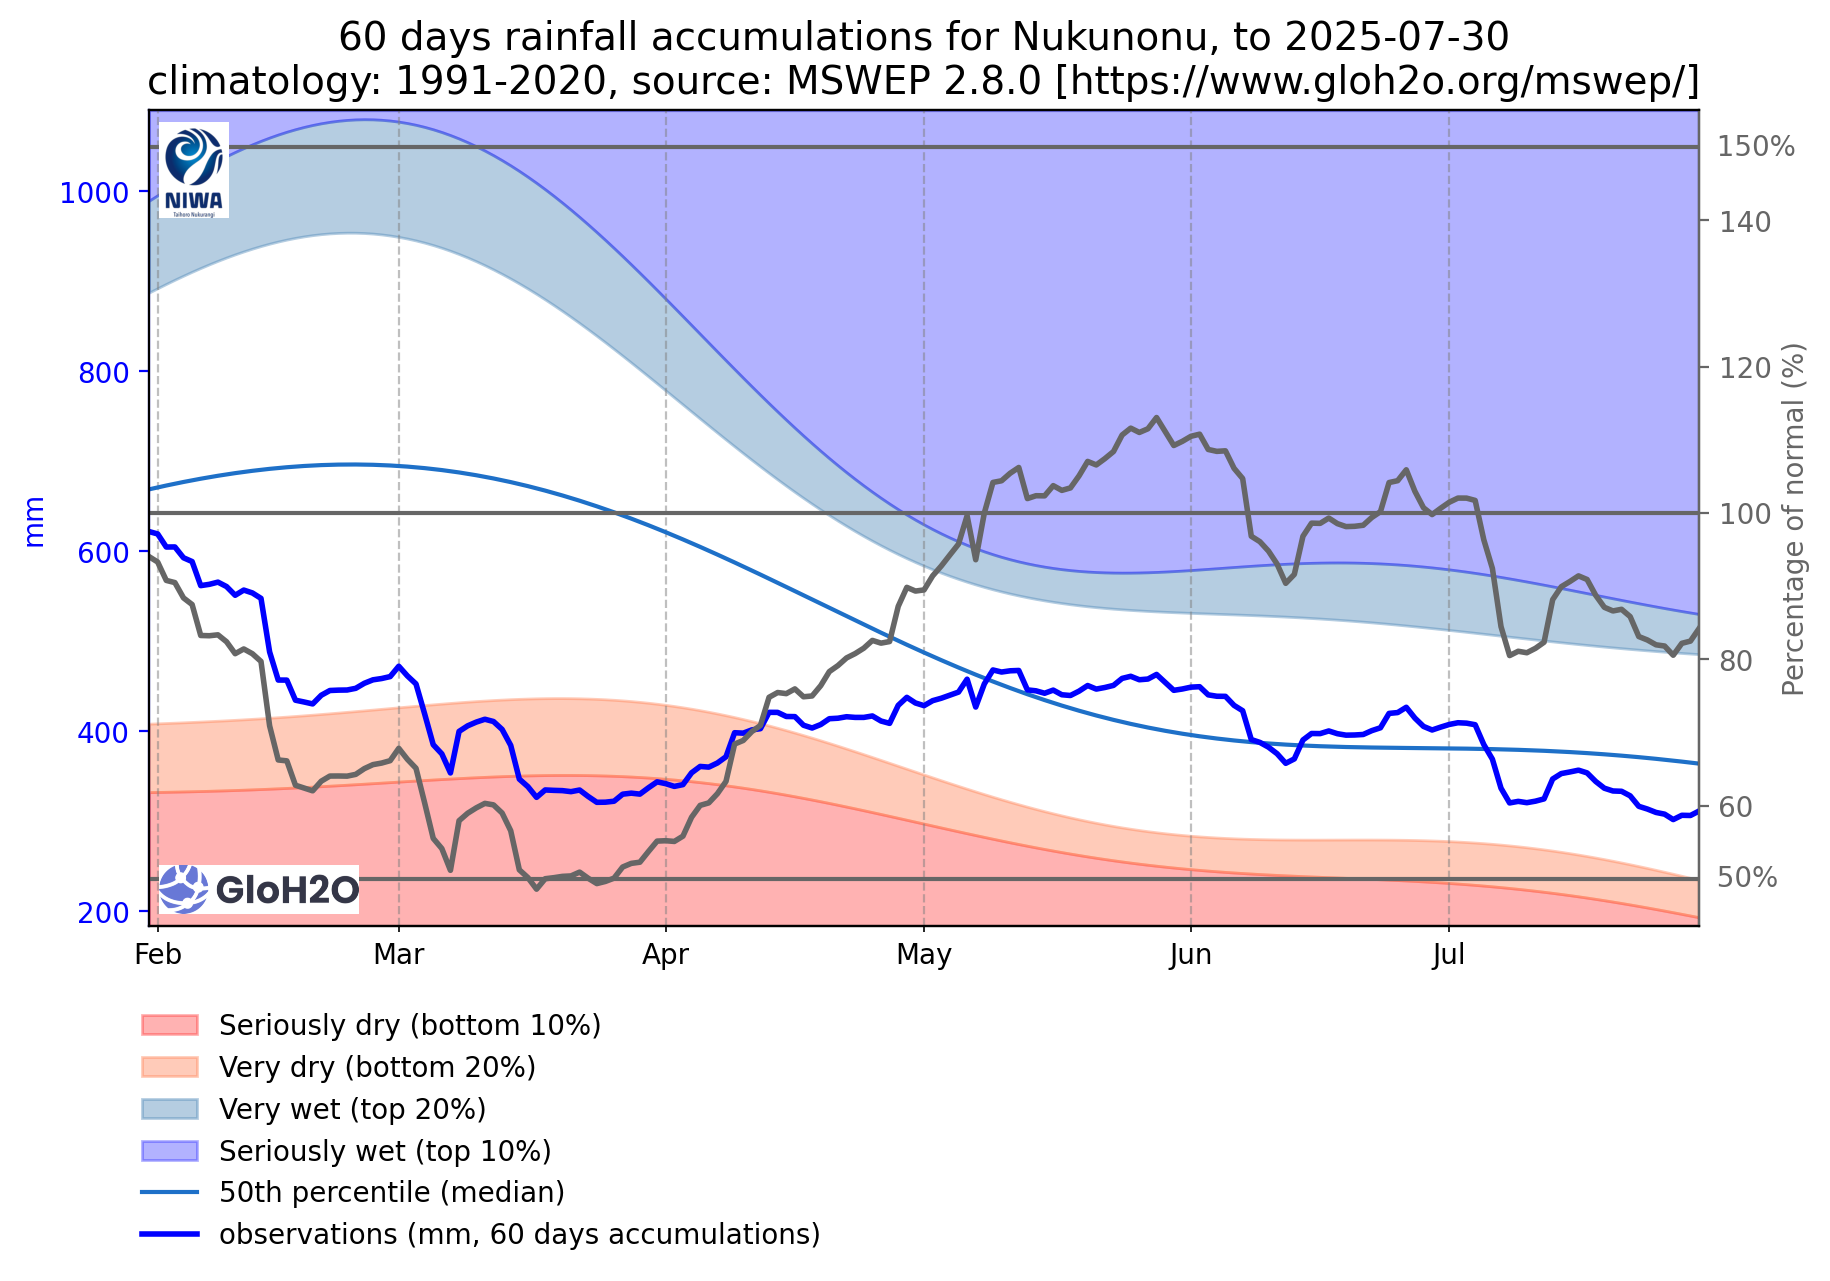 60 days rainfall accumulations for Nukunonu, to 2025-07-30
climatology: 1991-2020, source: MSWEP 2.8.0 [https://www.gloh2o.org/mswep/]
NIWA
Taihoro Nukurangi
1000
800
600
400
200
mm
150%
140
120
100
80
60
50%
Percentage of normal (%)
GloH2O
Feb
Mar
Apr
May
Jun
Jul
Seriously dry (bottom 10%)
Very dry (bottom 20%)
Very wet (top 20%)
Seriously wet (top 10%)
50th percentile (median)
observations (mm, 60 days accumulations)